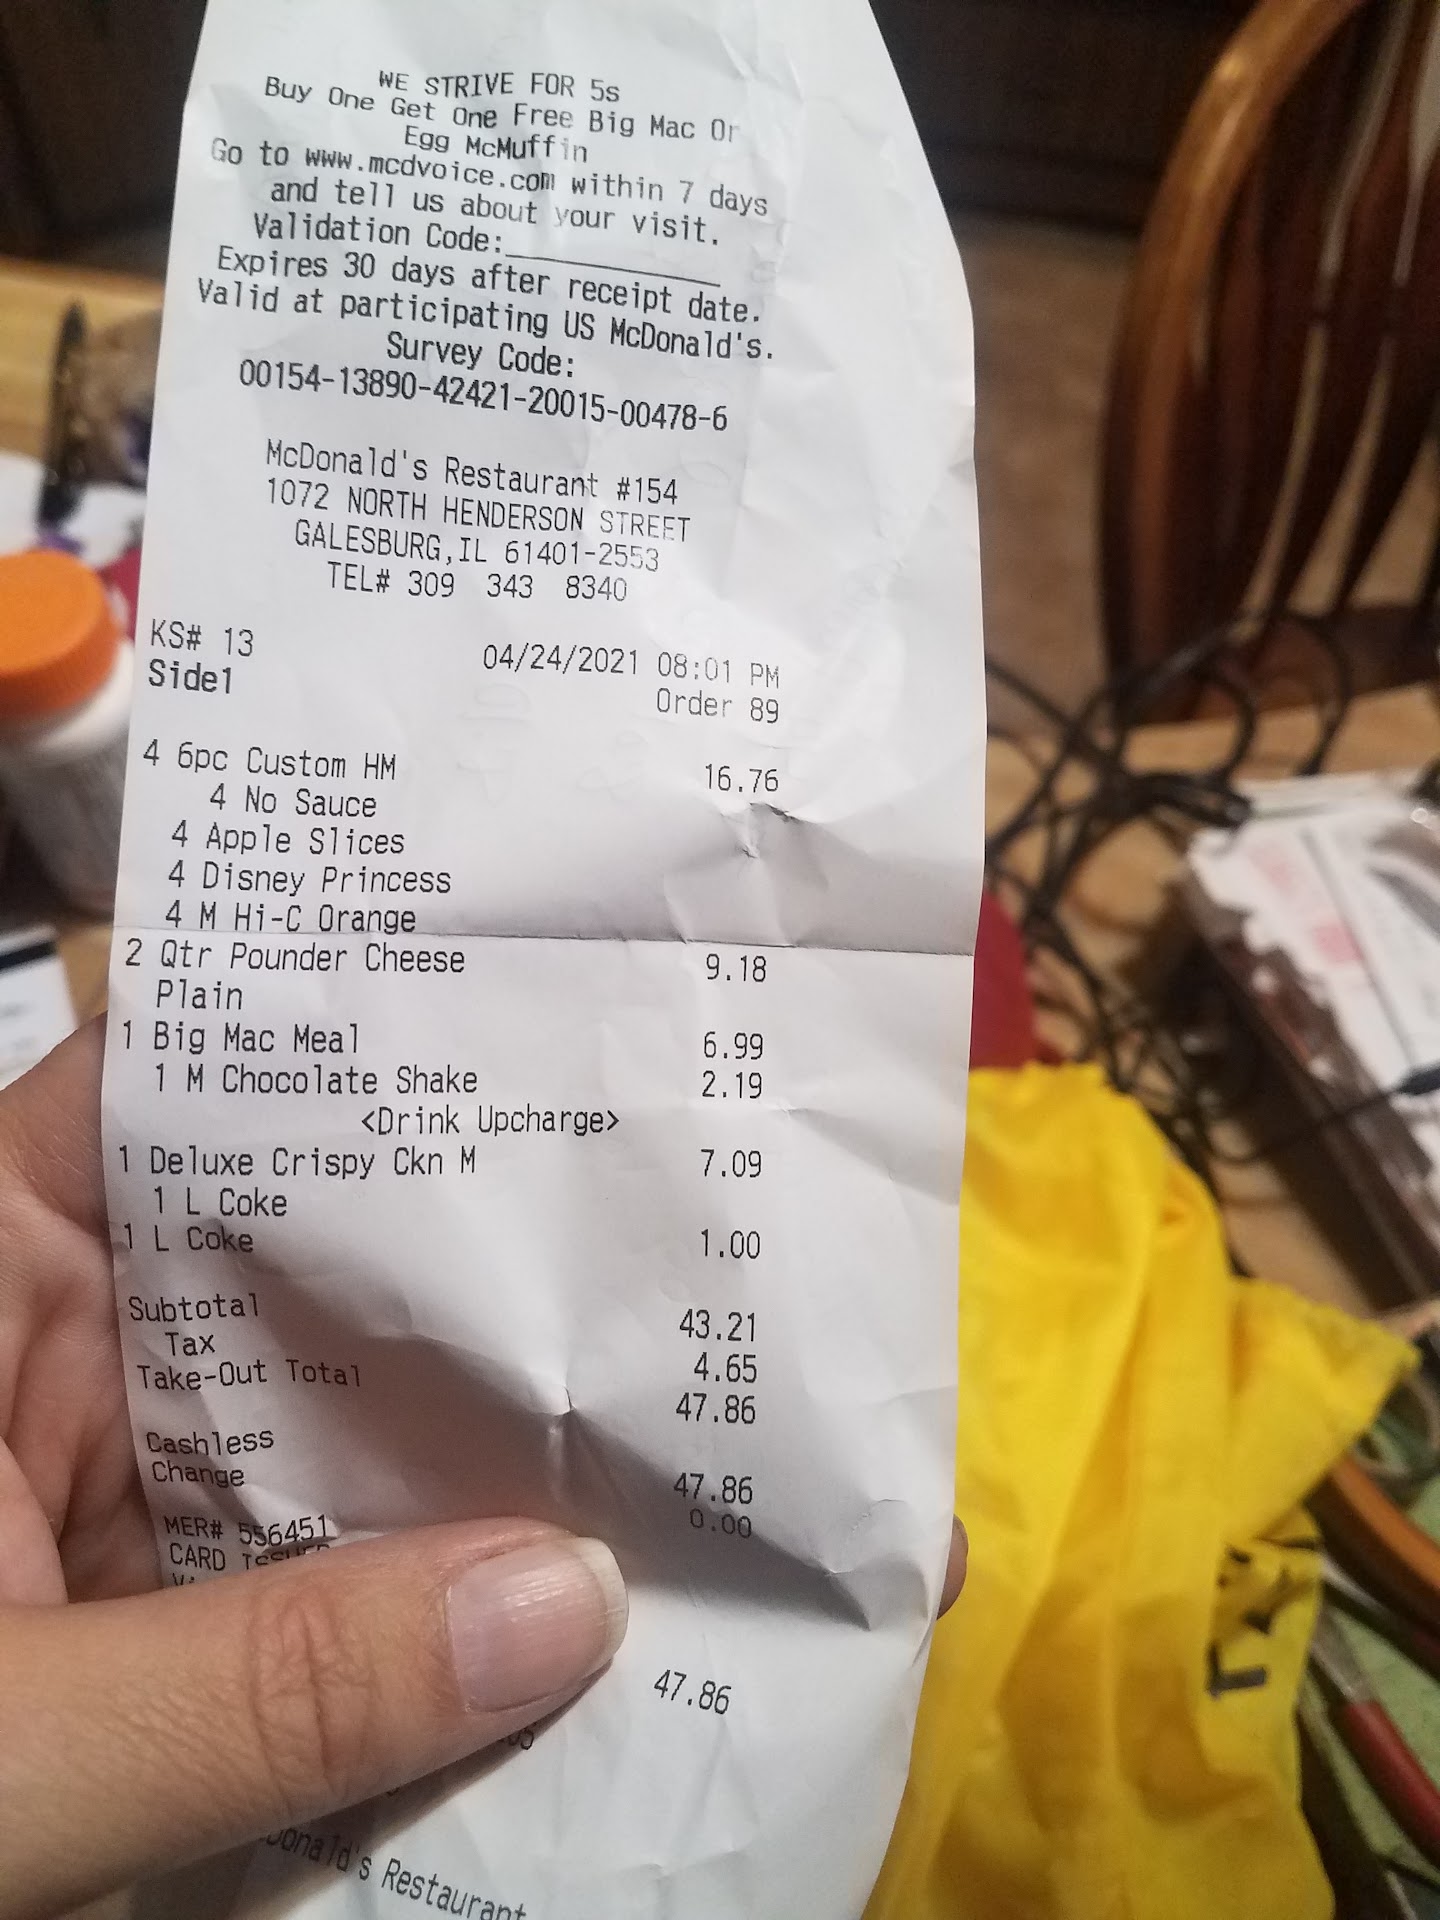 WE STRIVE FOR 5s
Buy One Get One Free Big Mac Or
Egg McMuffin
Go to www.mcdvoice.com within 7 days
and tell us about your visit.
Validation Code:____________
Expires 30 days after receipt date.
Valid at participating US McDonald's.
Survey Code:
00154-13890-42421-20015-00478-6
McDonald's Restaurant #154
1072 NORTH HENDERSON STREET
GALESBURG,IL 61401-2553
TEL# 309 343 8340
KS# 13 04/24/2021 08:01 PM
Side1 Order 89
4 6pc Custom HM 16.76
4 No Sauce
4 Apple Slices
4 Disney Princess
4 M Hi-C Orange
2 Qtr Pounder Cheese 9.18
Plain
1 Big Mac Meal 6.99
1 M Chocolate Shake 2.19
<Drink Upcharge>
1 Deluxe Crispy Ckn M 7.09
1 L Coke
1 L Coke 1.00
Subtotal 43.21
Tax 4.65
Take-Out Total 47.86
Cashless 47.86
Change 0.00
MER# 556451
CARD
47.86
Restaurant